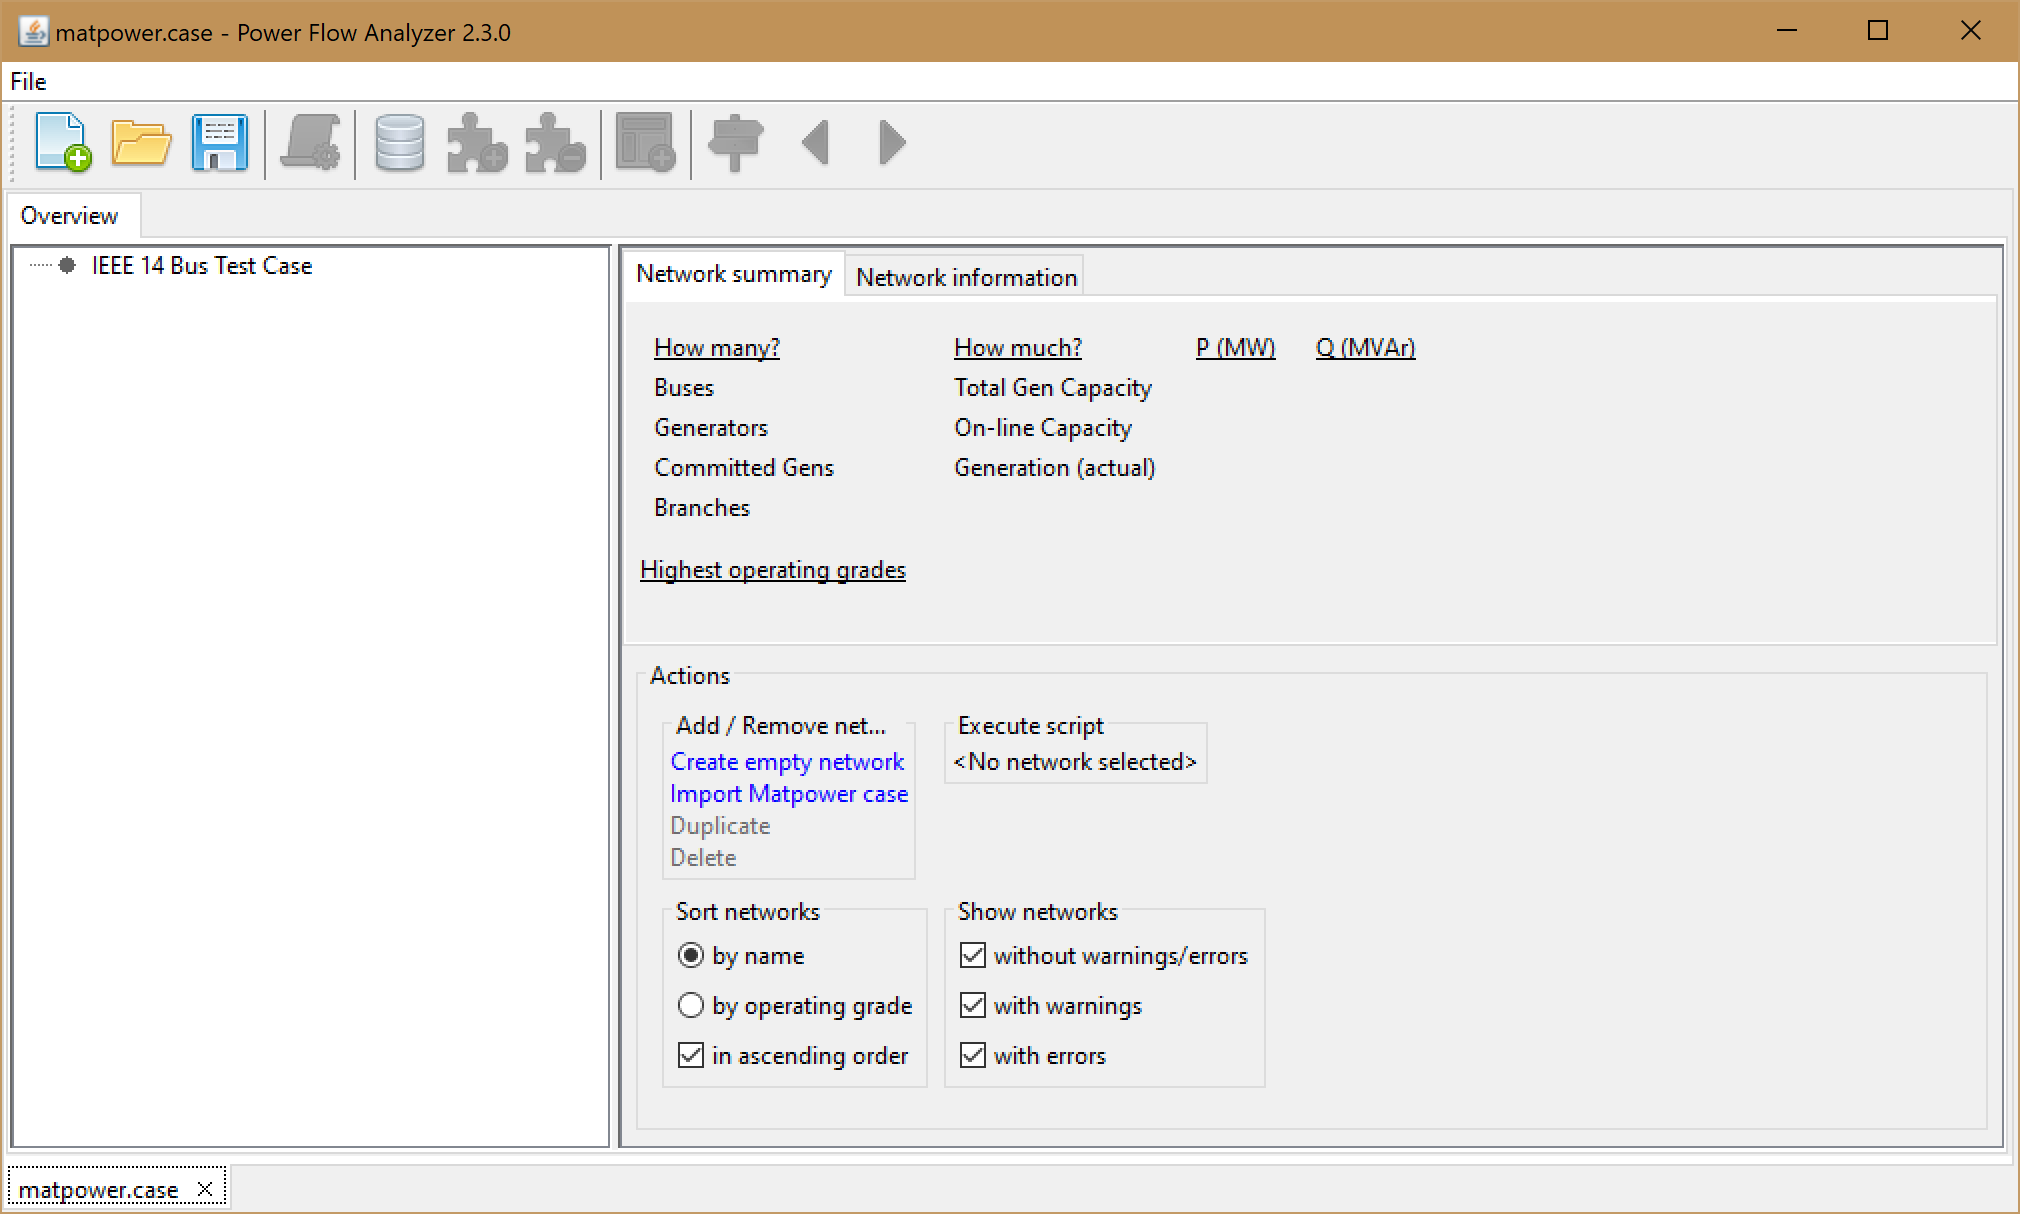 matpower.case - Power Flow Analyzer 2.3.0
File
Overview
IEEE 14 Bus Test Case
Network summary
Network information
How many? How much? P (MW) Q (MVAr)
Buses Total Gen Capacity
Generators On-line Capacity
Committed Gens Generation (actual)
Branches
Highest operating grades
Actions
Add / Remove net...
Create empty network
Import Matpower case
Duplicate
Delete
Execute script
<No network selected>
Sort networks
by name
by operating grade
in ascending order
Show networks
without warnings/errors
with warnings
with errors
matpower.case